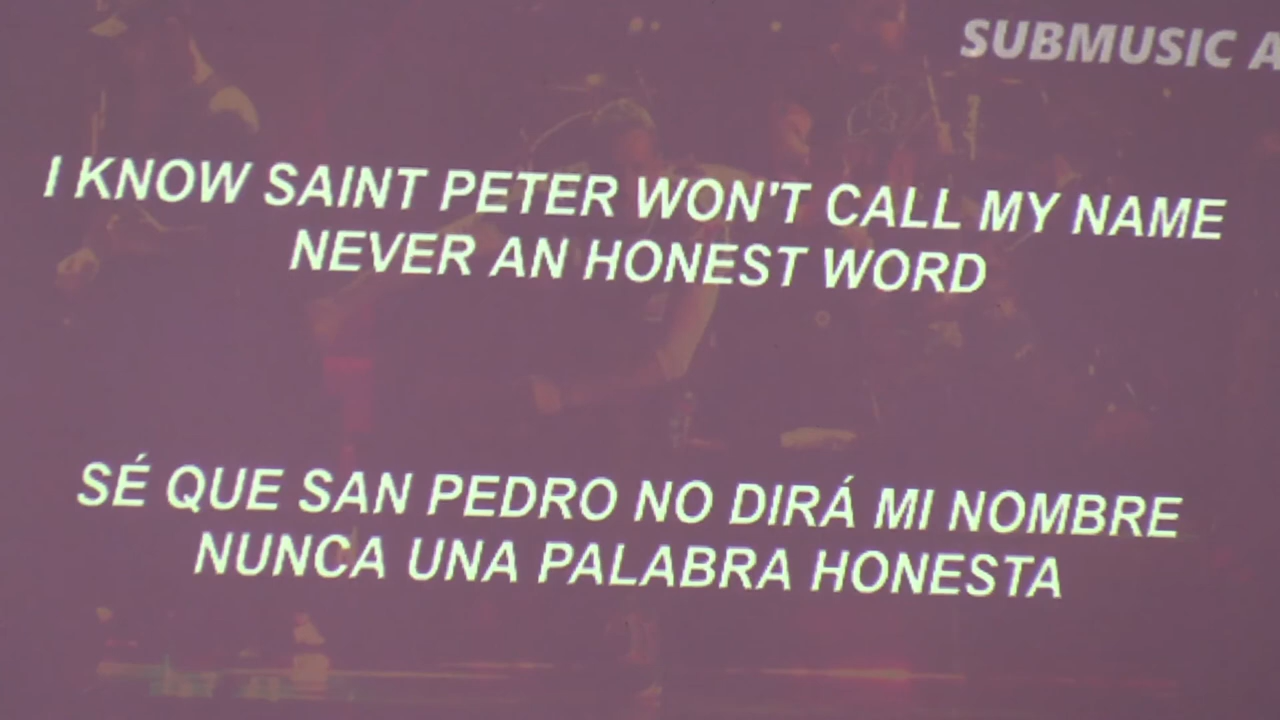 SUBMUSIC A
I KNOW SAINT PETER WON'T CALL MY NAME
NEVER AN HONEST WORD
SÉ QUE SAN PEDRO NO DIRÁ MI NOMBRE
NUNCA UNA PALABRA HONESTA